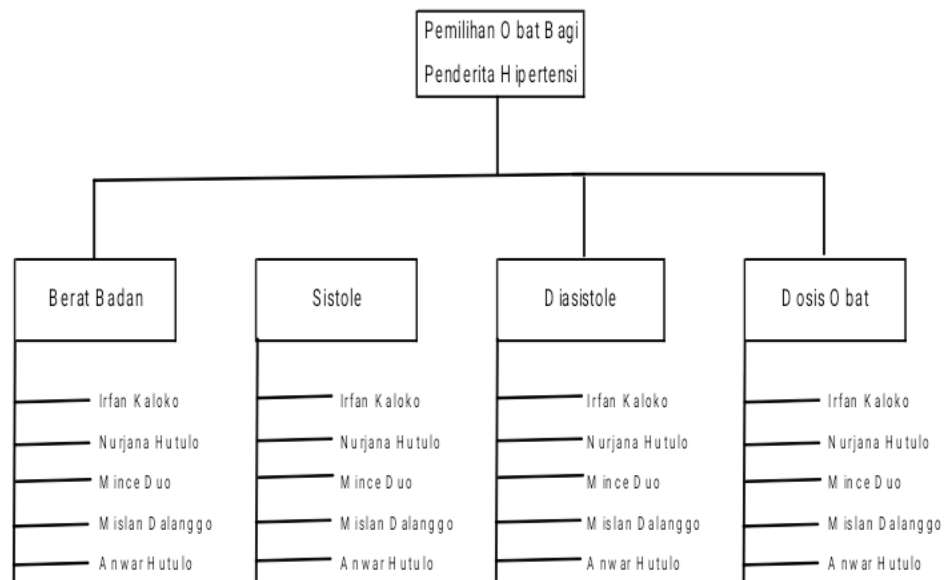 Pemilihan Obat Bagi
Penderita Hipertensi
Berat Badan
Irfan Kaloko
Nurjana Hutulo
Mince Duo
Mislan Dalanggo
Anwar Hutulo
Sistole
Irfan Kaloko
Nurjana Hutulo
Mince Duo
Mislan Dalanggo
Anwar Hutulo
Diasistole
Irfan Kaloko
Nurjana Hutulo
Mince Duo
Mislan Dalanggo
Anwar Hutulo
Dosis Obat
Irfan Kaloko
Nurjana Hutulo
Mince Duo
Mislan Dalanggo
Anwar Hutulo